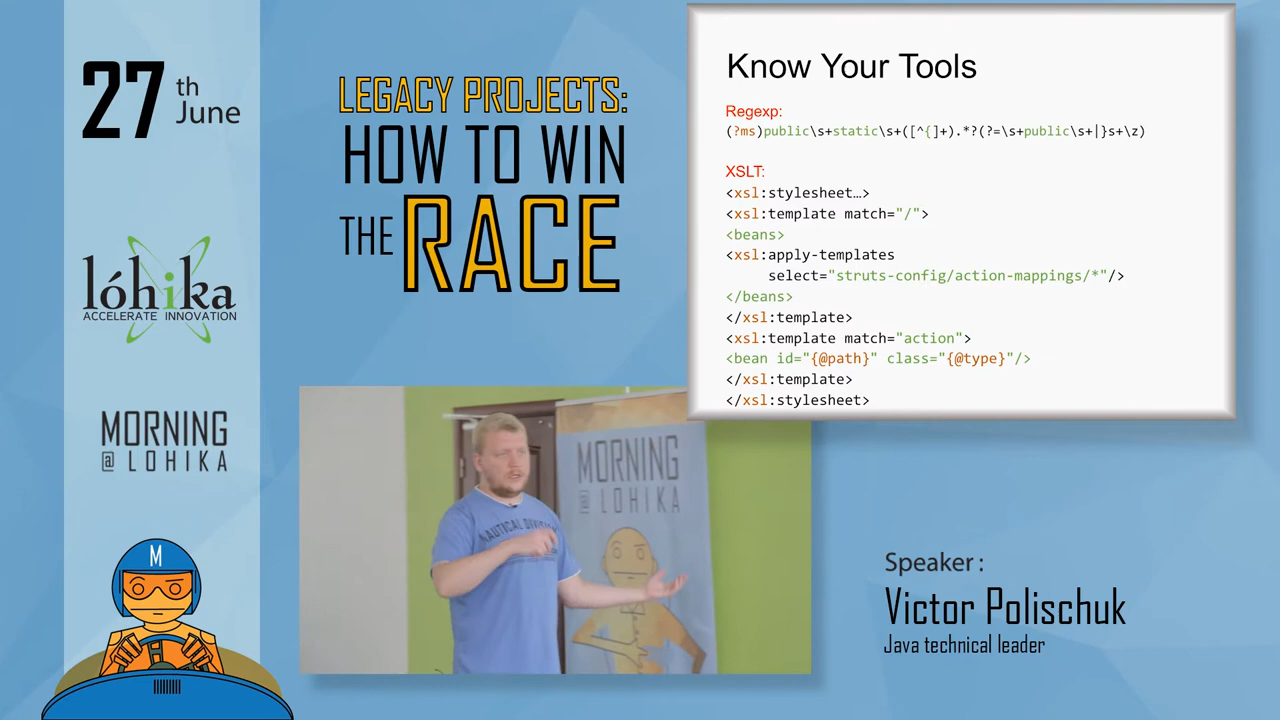 27
th
June
lóhika
ACCELERATE INNOVATION
MORNING
@ LOHIKA
M
LEGACY PROJECTS:
HOW TO WIN
THE RACE
Know Your Tools
Regexp:
(?ms)public\s+static\s+([^{]+).*?(?=\s+public\s+|}s+\z)
XSLT:
<xsl:stylesheet…>
<xsl:template match="/">
<beans>
<xsl:apply-templates
select="struts-config/action-mappings/*"/>
</beans>
</xsl:template>
<xsl:template match="action">
<bean id="{@path}" class="{@type}"/>
</xsl:template>
</xsl:stylesheet>
MORNING
@ LOHIKA
NAUTICAL DIVISION
Speaker :
Victor Polischuk
Java technical leader